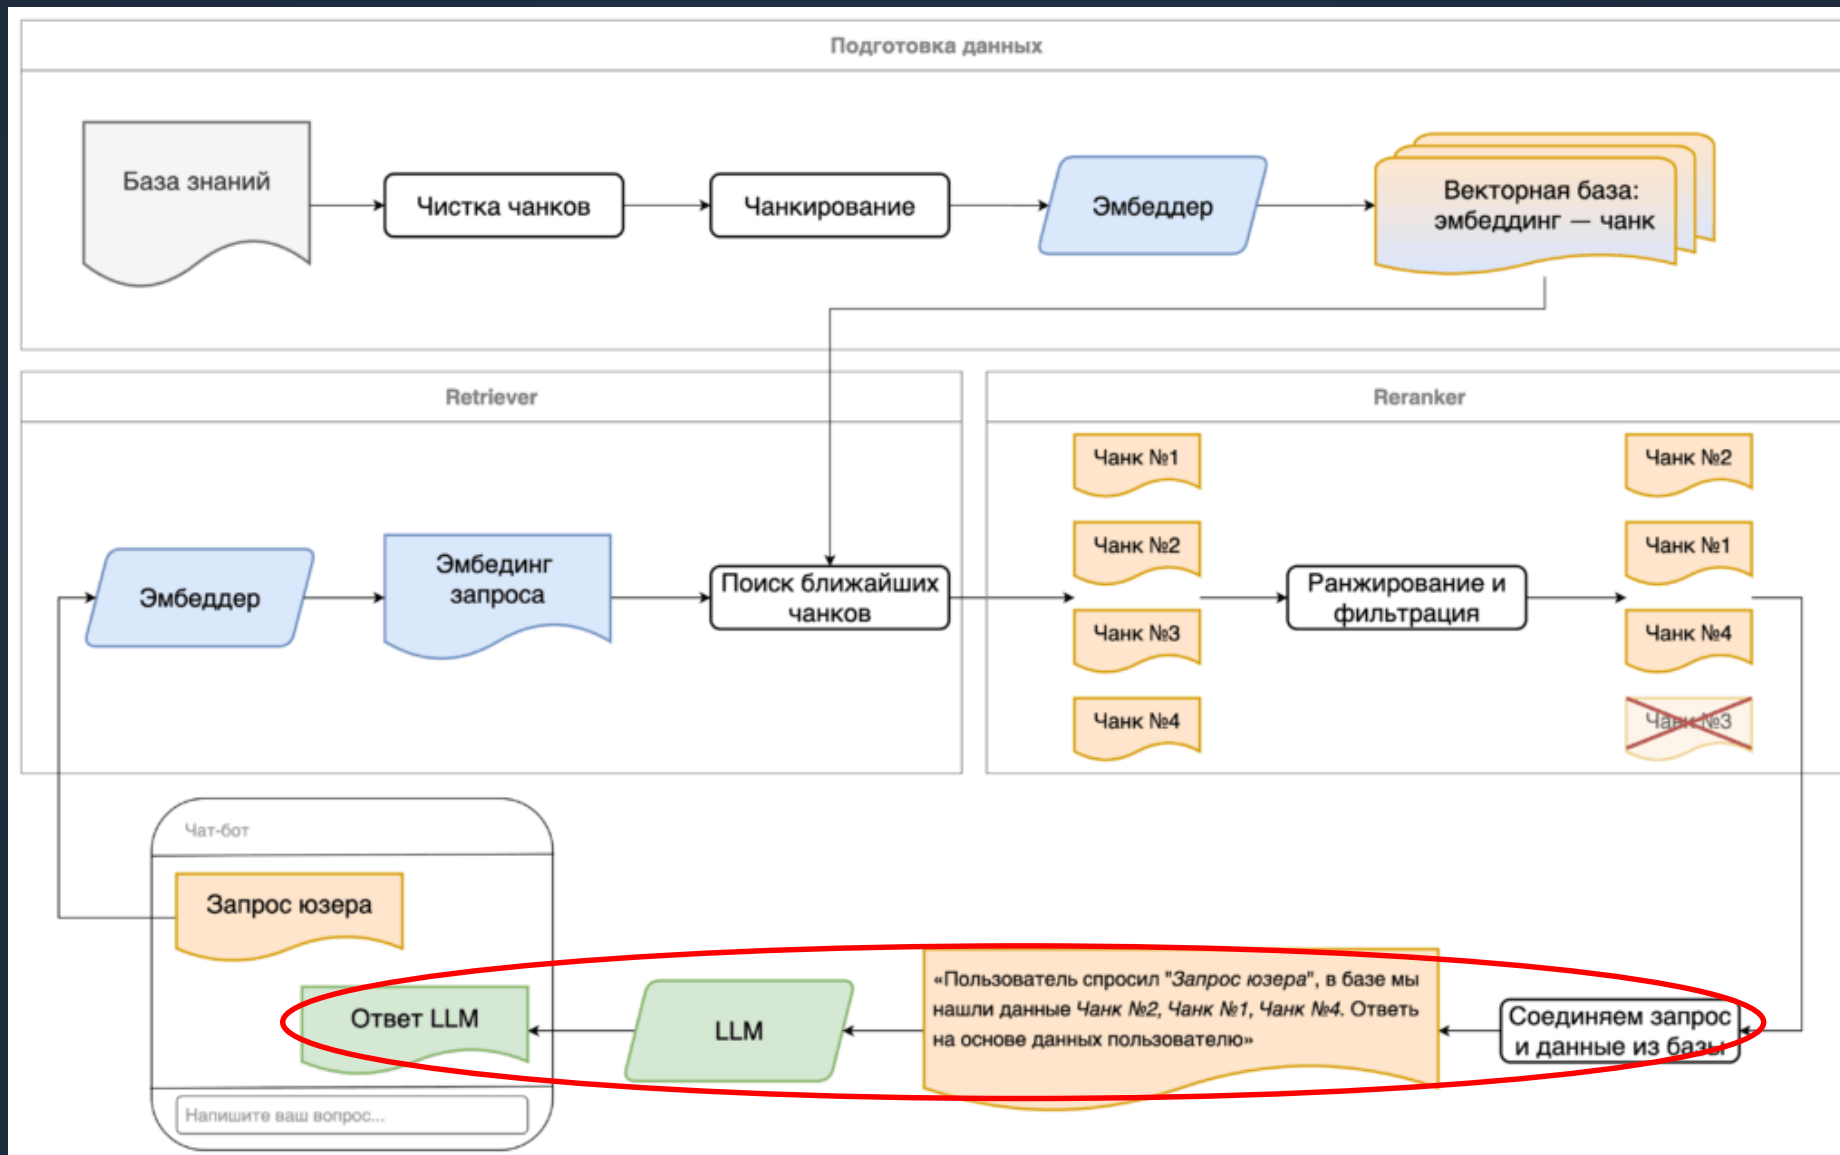 Подготовка данных
База знаний
Чистка чанков
Чанкирование
Эмбеддер
Векторная база:
эмбеддинг — чанк
Retriever
Эмбеддер
Эмбединг
запроса
Поиск ближайших
чанков
Reranker
Чанк №1
Чанк №2
Чанк №3
Чанк №4
Ранжирование и
фильтрация
Чанк №2
Чанк №1
Чанк №4
Чанк №3
Чат-бот
Запрос юзера
Ответ LLM
Напишите ваш вопрос...
LLM
«Пользователь спросил "Запрос юзера", в базе мы
нашли данные Чанк №2, Чанк №1, Чанк №4. Ответь
на основе данных пользователю»
Соединяем запрос
и данные из базы